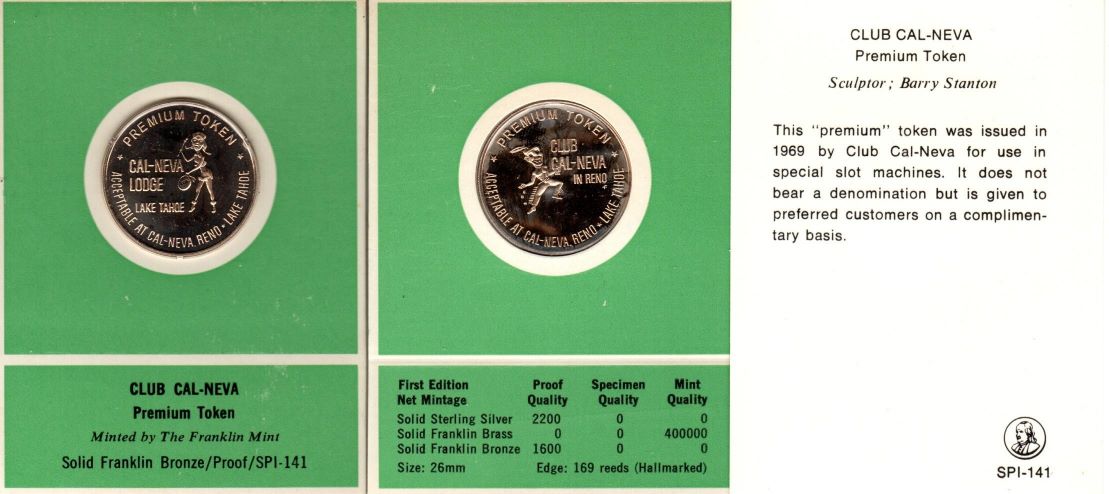 ★ PREMIUM TOKEN ★
CAL-NEVA
LODGE
LAKE TAHOE
ACCEPTABLE AT CAL-NEVA, RENO • LAKE TAHOE
CLUB CAL-NEVA
Premium Token
Minted by The Franklin Mint
Solid Franklin Bronze/Proof/SPI-141
★ PREMIUM TOKEN ★
CLUB
CAL-NEVA
IN RENO
ACCEPTABLE AT CAL-NEVA, RENO • LAKE TAHOE
First Edition Proof Specimen Mint
Net Mintage Quality Quality Quality
Solid Sterling Silver 2200 0 0
Solid Franklin Brass 0 0 400000
Solid Franklin Bronze 1600 0 0
Size: 26mm Edge: 169 reeds (Hallmarked)
CLUB CAL-NEVA
Premium Token
Sculptor; Barry Stanton
This "premium" token was issued in
1969 by Club Cal-Neva for use in
special slot machines. It does not
bear a denomination but is given to
preferred customers on a complimen-
tary basis.
SPI-141